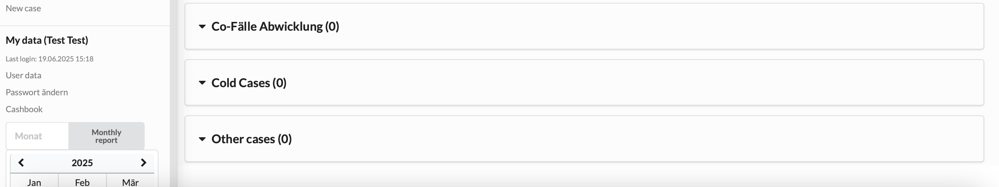 New case
My data (Test Test)
Last login: 19.06.2025 15:18
User data
Passwort ändern
Cashbook
Monat
Monthly
report
2025
Jan Feb Mär
Co-Fälle Abwicklung (0)
Cold Cases (0)
Other cases (0)